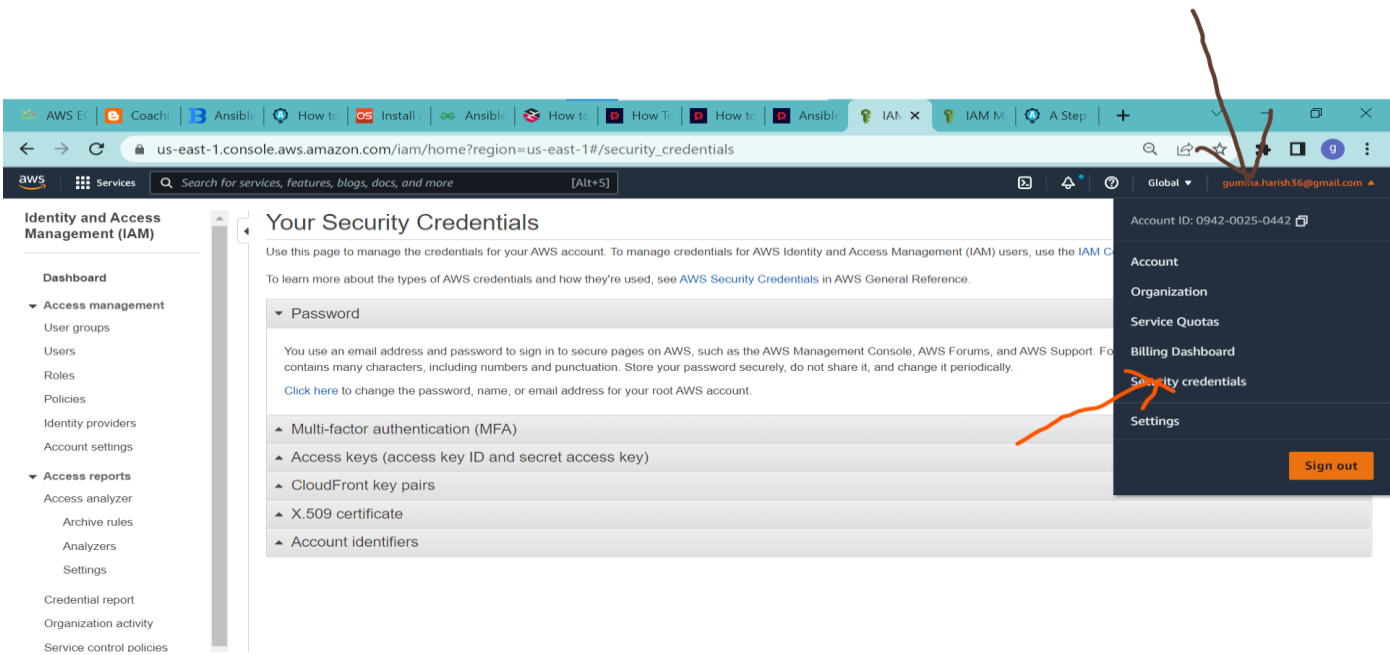 AWS EC
Coachi
Ansible
How to
OS Install
Ansible
How to
How To
How to
Ansible
IAM
IAM M
A Step-
us-east-1.console.aws.amazon.com/iam/home?region=us-east-1#/security_credentials
g
aws
Services
Search for services, features, blogs, docs, and more
[Alt+S]
Global
gumma.harish36@gmail.com
Identity and Access
Management (IAM)
Dashboard
Access management
User groups
Users
Roles
Policies
Identity providers
Account settings
Access reports
Access analyzer
Archive rules
Analyzers
Settings
Credential report
Organization activity
Service control policies
Your Security Credentials
Use this page to manage the credentials for your AWS account. To manage credentials for AWS Identity and Access Management (IAM) users, use the IAM C
To learn more about the types of AWS credentials and how they're used, see AWS Security Credentials in AWS General Reference.
Password
You use an email address and password to sign in to secure pages on AWS, such as the AWS Management Console, AWS Forums, and AWS Support. Fo
contains many characters, including numbers and punctuation. Store your password securely, do not share it, and change it periodically.
Click here to change the password, name, or email address for your root AWS account.
Multi-factor authentication (MFA)
Access keys (access key ID and secret access key)
CloudFront key pairs
X.509 certificate
Account identifiers
Account ID: 0942-0025-0442
Account
Organization
Service Quotas
Billing Dashboard
Security credentials
Settings
Sign out